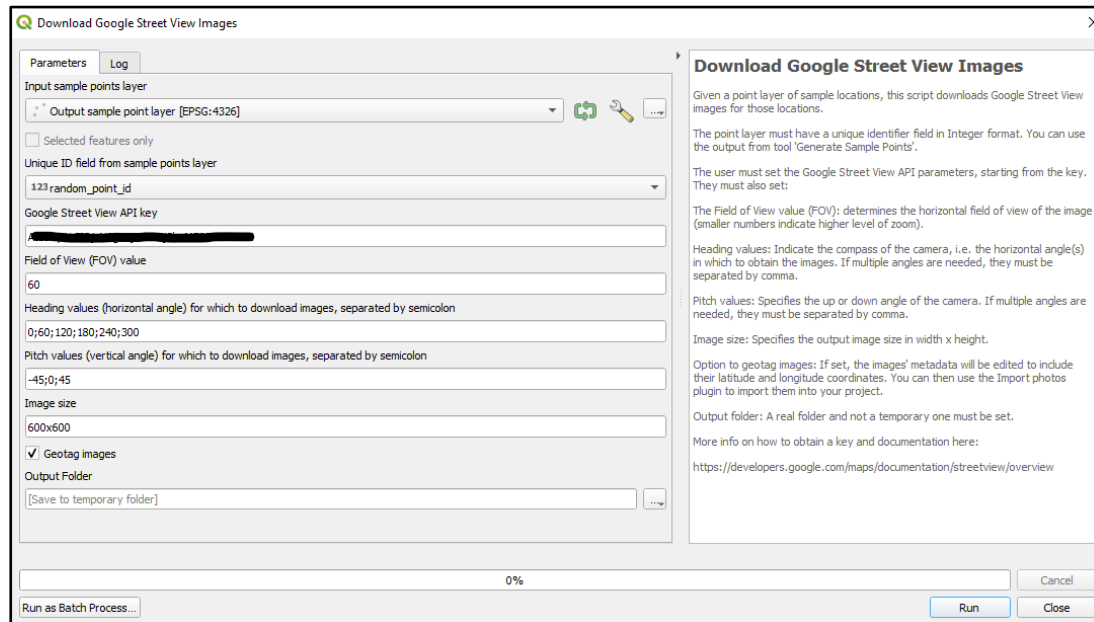 Download Google Street View Images
Parameters
Log
Input sample points layer
Output sample point layer [EPSG:4326]
Selected features only
Unique ID field from sample points layer
123 random_point_id
Google Street View API key
Field of View (FOV) value
60
Heading values (horizontal angle) for which to download images, separated by semicolon
0;60;120;180;240;300
Pitch values (vertical angle) for which to download images, separated by semicolon
-45;0;45
Image size
600x600
Geotag images
Output Folder
[Save to temporary folder]
...
Download Google Street View Images
Given a point layer of sample locations, this script downloads Google Street View
images for those locations.
The point layer must have a unique identifier field in Integer format. You can use
the output from tool 'Generate Sample Points'.
The user must set the Google Street View API parameters, starting from the key.
They must also set:
The Field of View value (FOV): determines the horizontal field of view of the image
(smaller numbers indicate higher level of zoom).
Heading values: Indicate the compass of the camera, i.e. the horizontal angle(s)
in which to obtain the images. If multiple angles are needed, they must be
separated by comma.
Pitch values: Specifies the up or down angle of the camera. If multiple angles are
needed, they must be separated by comma.
Image size: Specifies the output image size in width x height.
Option to geotag images: If set, the images' metadata will be edited to include
their latitude and longitude coordinates. You can then use the Import photos
plugin to import them into your project.
Output folder: A real folder and not a temporary one must be set.
More info on how to obtain a key and documentation here:
https://developers.google.com/maps/documentation/streetview/overview
0%
Cancel
Run as Batch Process...
Run
Close